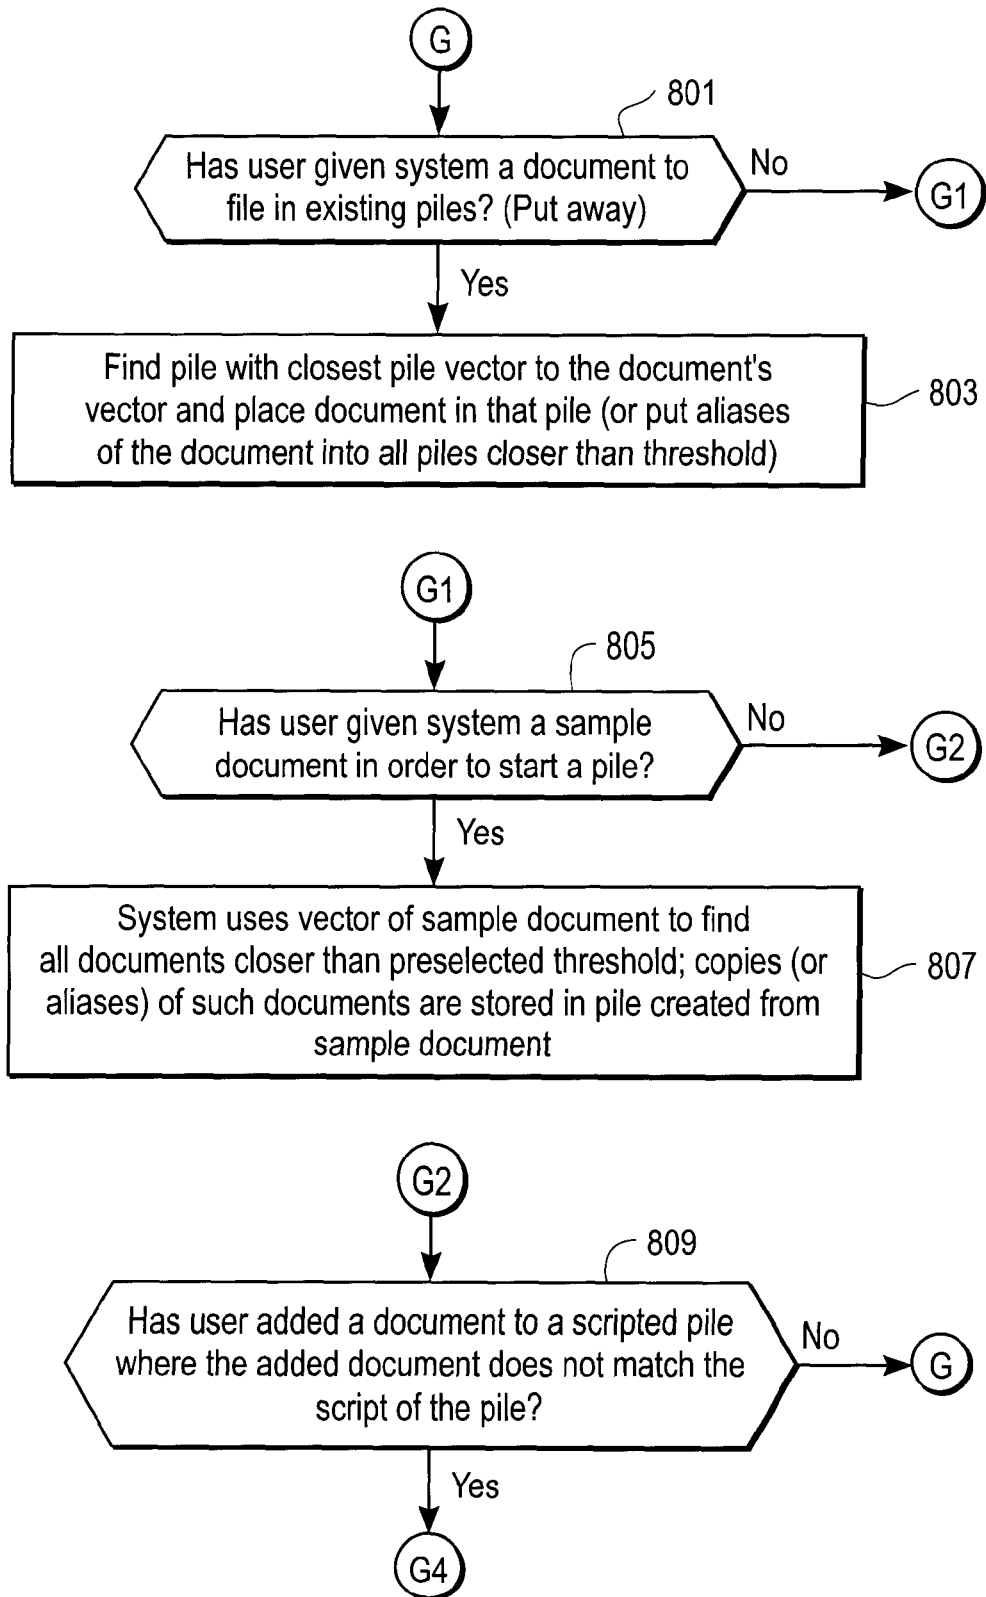 G
801
Has user given system a document to
file in existing piles? (Put away)
No
G1
Yes
Find pile with closest pile vector to the document's
vector and place document in that pile (or put aliases
of the document into all piles closer than threshold)
803
G1
805
Has user given system a sample
document in order to start a pile?
No
G2
Yes
System uses vector of sample document to find
all documents closer than preselected threshold; copies (or
aliases) of such documents are stored in pile created from
sample document
807
G2
809
Has user added a document to a scripted pile
where the added document does not match the
script of the pile?
No
G
Yes
G4